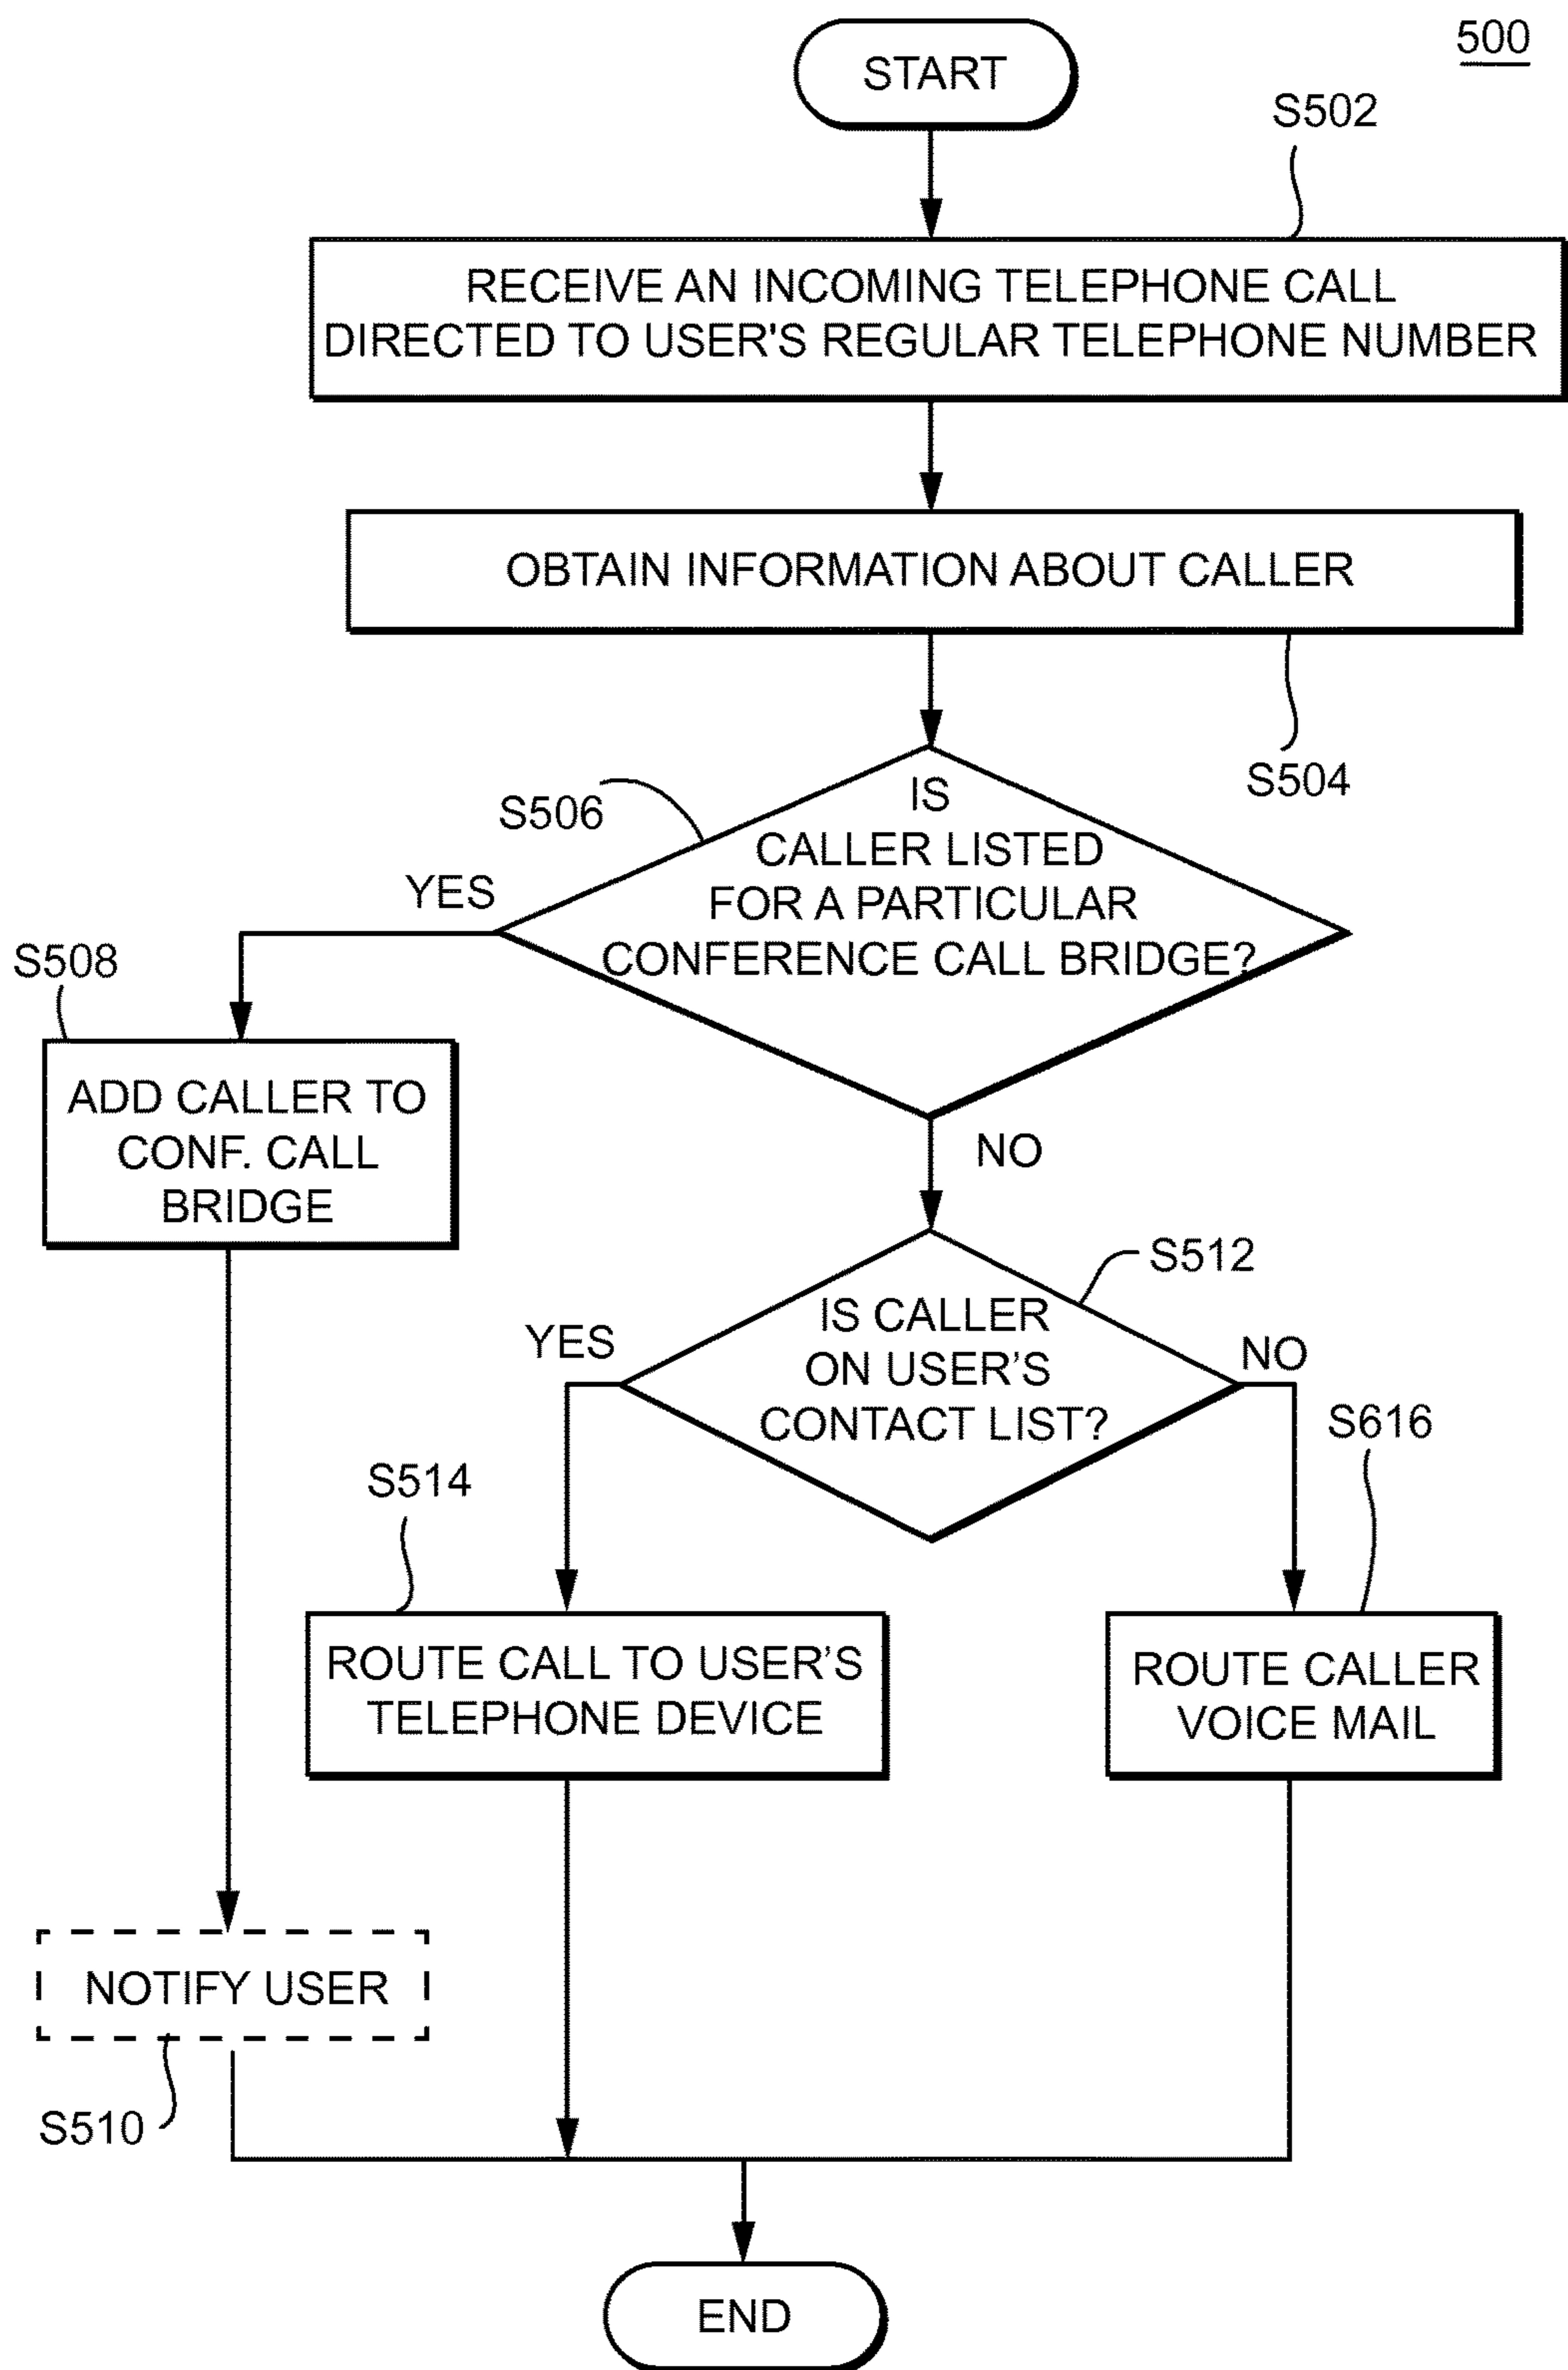 500
START
S502
RECEIVE AN INCOMING TELEPHONE CALL
DIRECTED TO USER'S REGULAR TELEPHONE NUMBER
OBTAIN INFORMATION ABOUT CALLER
S504
S506
IS
CALLER LISTED
FOR A PARTICULAR
CONFERENCE CALL BRIDGE?
YES
S508
ADD CALLER TO
CONF. CALL
BRIDGE
NO
S512
IS CALLER
ON USER’S
CONTACT LIST?
YES
NO
S514
S616
ROUTE CALL TO USER’S
TELEPHONE DEVICE
ROUTE CALLER
VOICE MAIL
NOTIFY USER
S510
END